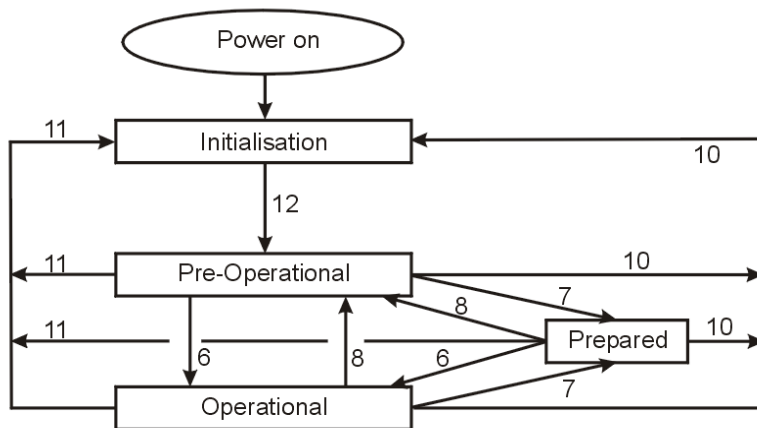 Power on
11
Initialisation
10
12
11
Pre-Operational
10
7
8
11
Prepared
10
6
8
6
7
Operational